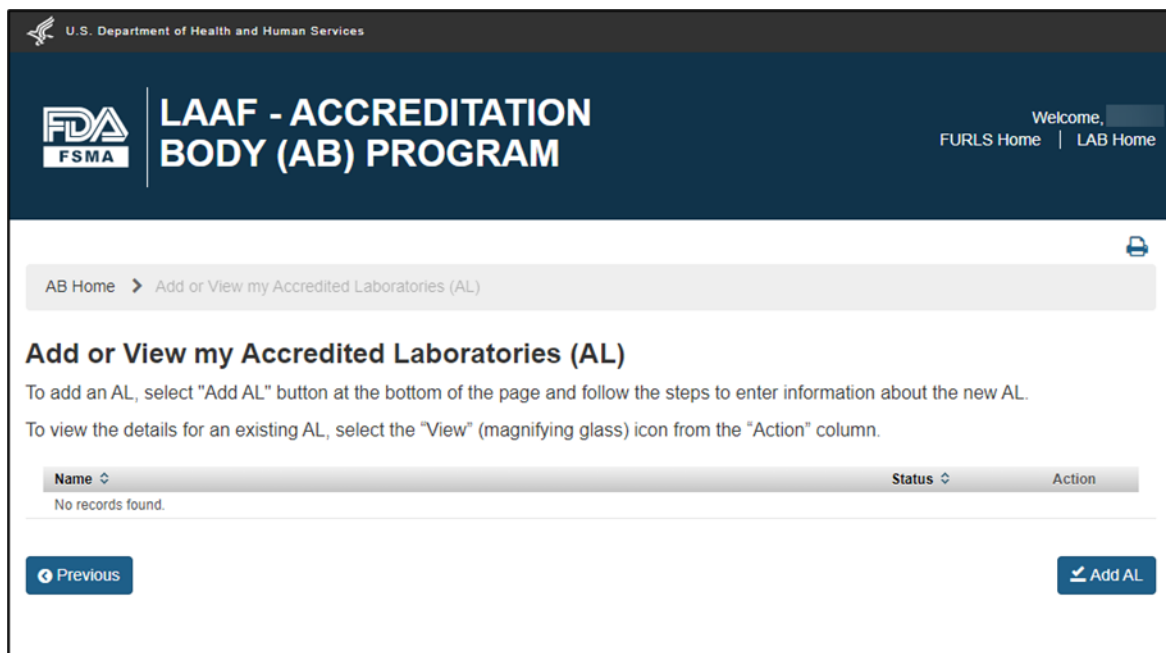 U.S. Department of Health and Human Services
FDA
FSMA
LAAF - ACCREDITATION
BODY (AB) PROGRAM
Welcome,
FURLS Home | LAB Home
AB Home > Add or View my Accredited Laboratories (AL)
Add or View my Accredited Laboratories (AL)
To add an AL, select "Add AL" button at the bottom of the page and follow the steps to enter information about the new AL.
To view the details for an existing AL, select the “View” (magnifying glass) icon from the “Action” column.
Name Status Action
No records found.
Previous Add AL